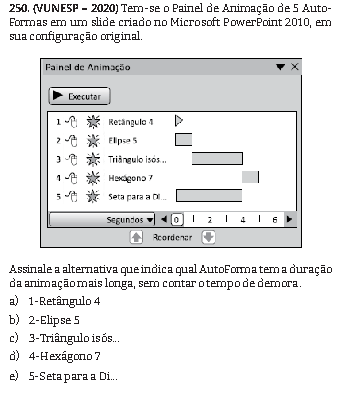 250. (VUNESP – 2020) Tem-se o Painel de Animação de 5 Auto-
Formas em um slide criado no Microsoft PowerPoint 2010, em
sua configuração original.
Painel de Animação
Executar
1 Retângulo 4
2 Elipse 5
3 Triângulo isós...
4 Hexágono 7
5 Seta para a Di...
Segundos 0 2 4 6
Reordenar
Assinale a alternativa que indica qual AutoForma tem a duração
da animação mais longa, sem contar o tempo de demora.
a) 1-Retângulo 4
b) 2-Elipse 5
c) 3-Triângulo isós...
d) 4-Hexágono 7
e) 5-Seta para a Di...